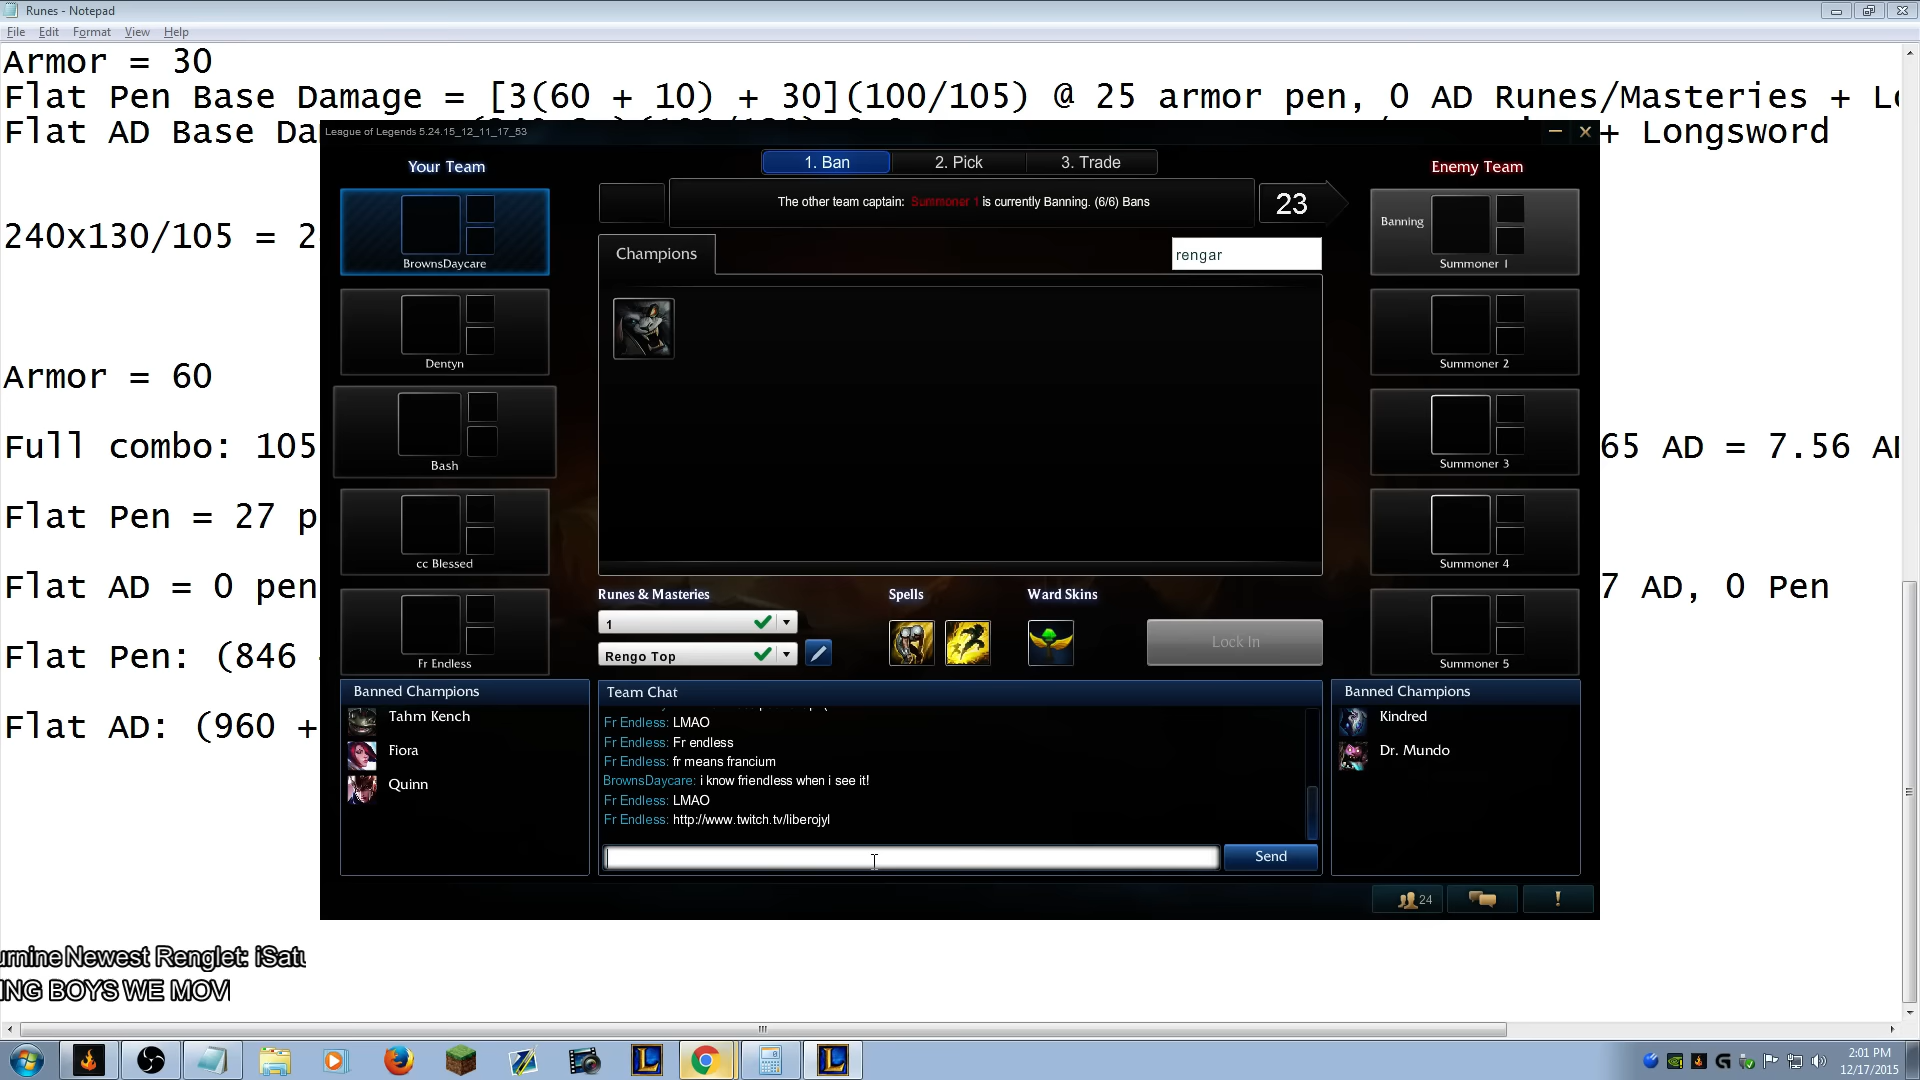 Runes - Notepad
File Edit Format View Help
Armor = 30
Flat Pen Base Damage = [3(60 + 10) + 30](100/105) @ 25 armor pen, 0 AD Runes/Masteries +
Flat AD Base + Longsword
240x130/105 = 2
Armor = 60
Full combo: 105 65 AD = 7.56
Flat Pen = 27 p
Flat AD = 0 pen 7 AD, 0 Pen
Flat Pen: (846
Flat AD: (960 +
League of Legends 5.24.15_12_11_17_53
Your Team
1. Ban
2. Pick
3. Trade
Enemy Team
The other team captain: Summoner 1 is currently Banning. (6/6) Bans
23
Champions
rengar
BrownsDaycare
Dentyn
Bash
cc Blessed
Fr Endless
Banning
Summoner 1
Summoner 2
Summoner 3
Summoner 4
Summoner 5
Runes & Masteries
1
Rengo Top
Spells
Ward Skins
Lock In
Banned Champions
Tahm Kench
Fiora
Quinn
Team Chat
Fr Endless: LMAO
Fr Endless: Fr endless
Fr Endless: fr means francium
BrownsDaycare: i know friendless when i see it!
Fr Endless: LMAO
Fr Endless: http://www.twitch.tv/liberojyl
Send
Banned Champions
Kindred
Dr. Mundo
24
urnine Newest Renglet: iSatu
ING BOYS WE MOV
2:01 PM
12/17/2015